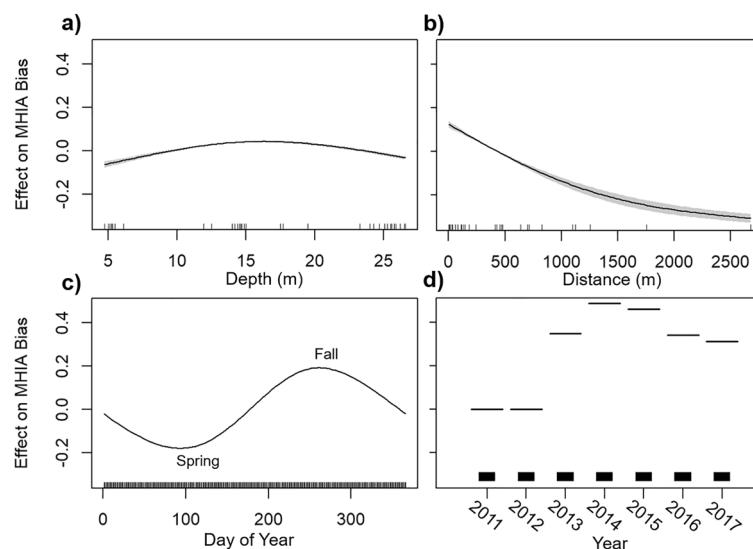 a)
Effect on MHIA Bias
0.4
0.2
0.0
-0.2
5 10 15 20 25
Depth (m)
b)
0 500 1000 1500 2000 2500
Distance (m)
c)
Effect on MHIA Bias
0.4
0.2
0.0
-0.2
Fall
Spring
0 100 200 300
Day of Year
d)
2011 2012 2013 2014 2015 2016 2017
Year